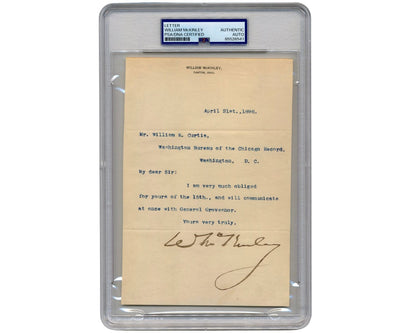 LETTER
WILLIAM McKINLEY
PSA/DNA CERTIFIED
AUTHENTIC
AUTO
WILLIAM McKINLEY,
CANTON, OHIO.
April 21st.,1896.
Mr. William E. Curtis,
Washington Bureau of the Chicago Record,
Washington, D. C.
My dear Sir:
I am very much obliged
for yours of the 18th., and will communicate
at once with General Grosvenor.
Yours very truly,
W McKinley